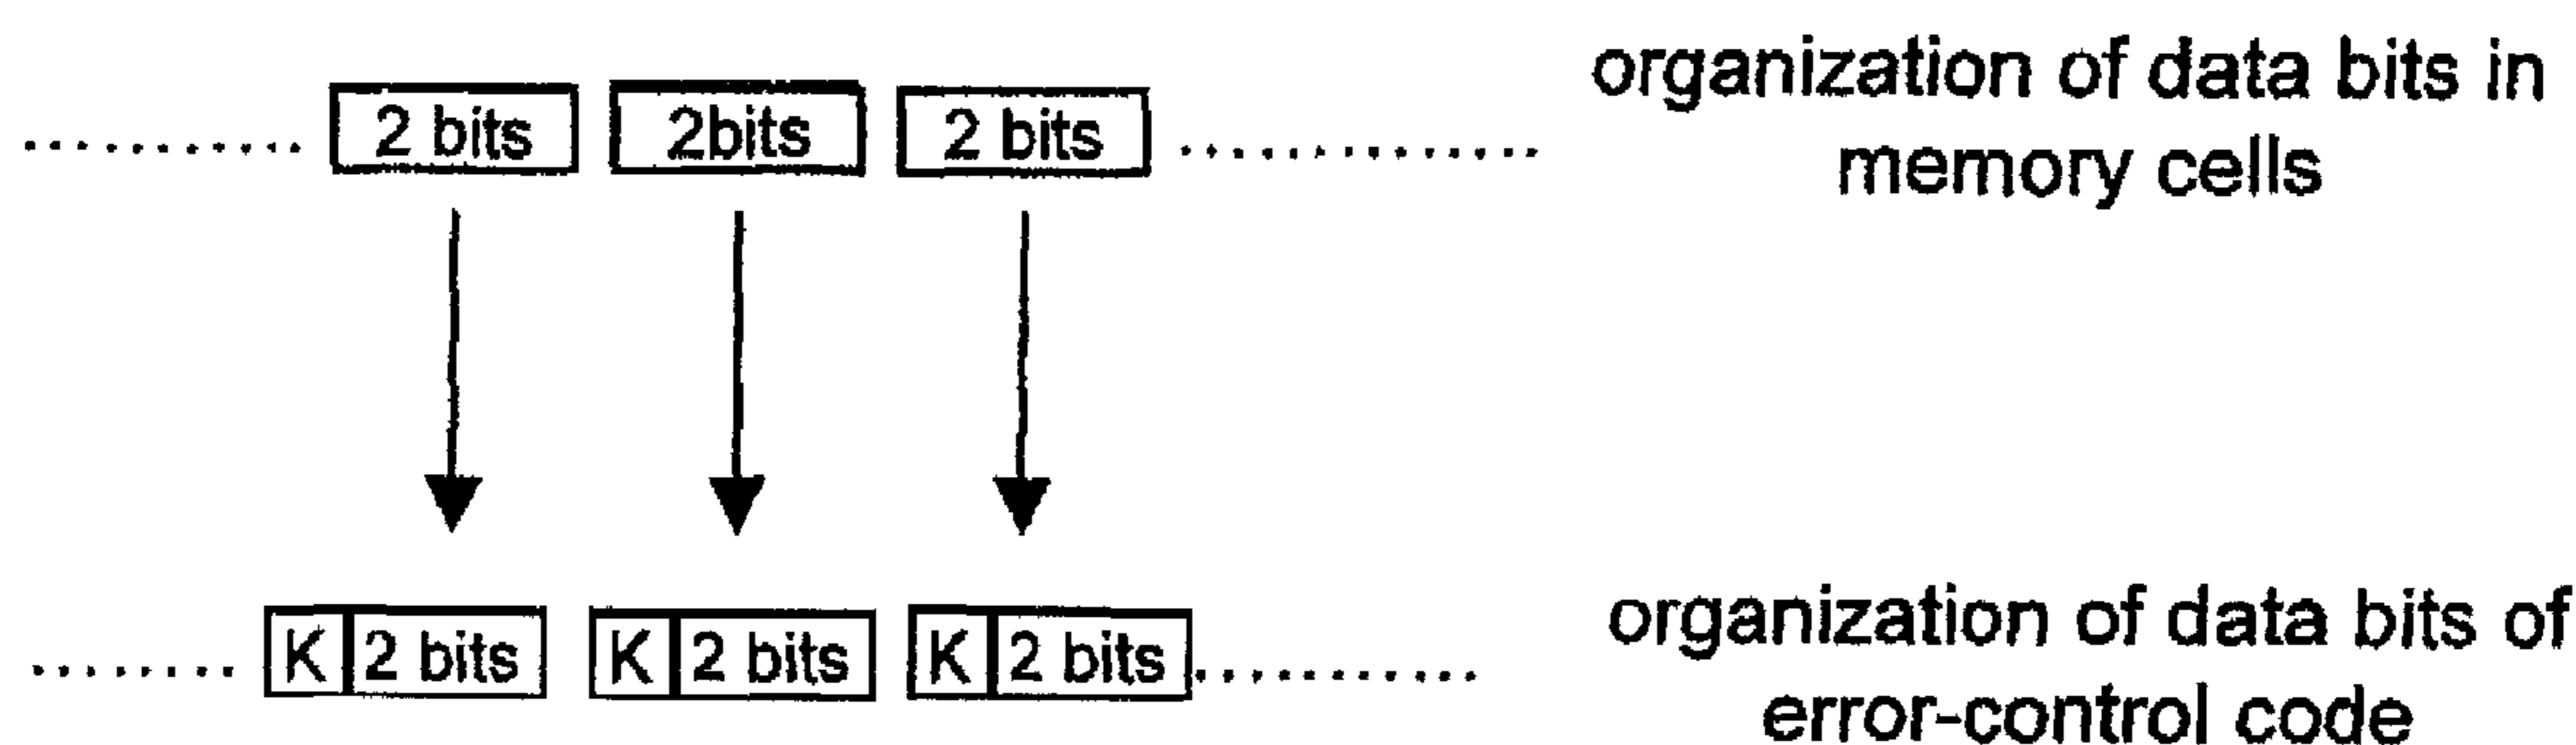 organization of data bits in
2 bits 2bits 2 bits
memory cells
K 2 bits K 2 bits K 2 bits
organization of data bits of
error-control code